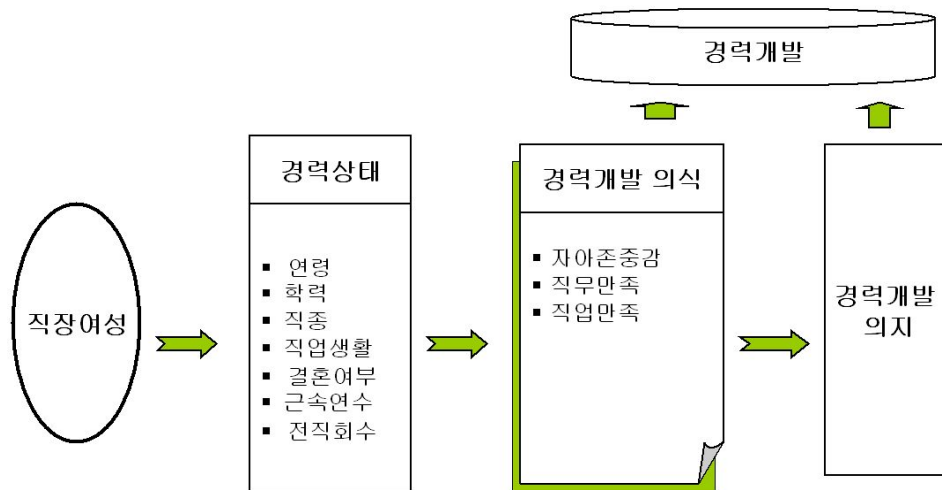 경력개발
경력상태
경력개발 의식
▪ 연령
▪ 학력
▪ 직종
▪ 직업생활
▪ 결혼여부
▪ 근속연수
▪ 전직회수
▪ 자아존중감
▪ 직무만족
▪ 직업만족
직장여성
경력개발
의지